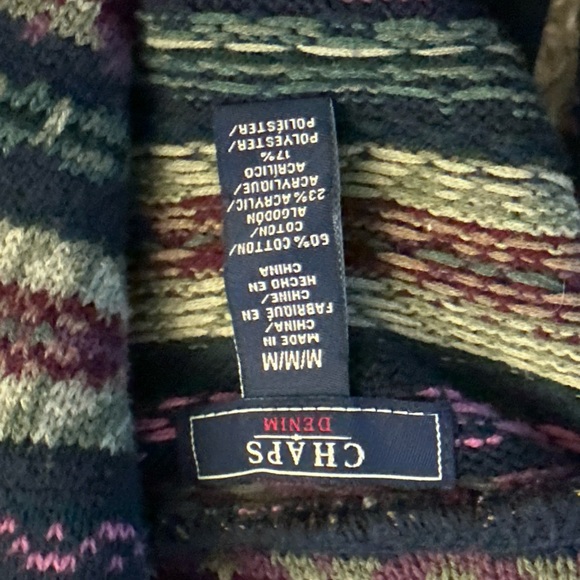 CHAPS
DENIM
M/M/M
MADE IN
CHINA/
FABRIQUÉ EN
CHINE/
HECHO EN
CHINA
60% COTTON/
COTON/
ALGODÓN
23% ACRYLIC/
ACRYLIQUE/
ACRÍLICO
17%
POLYESTER/
POLIÉSTER/